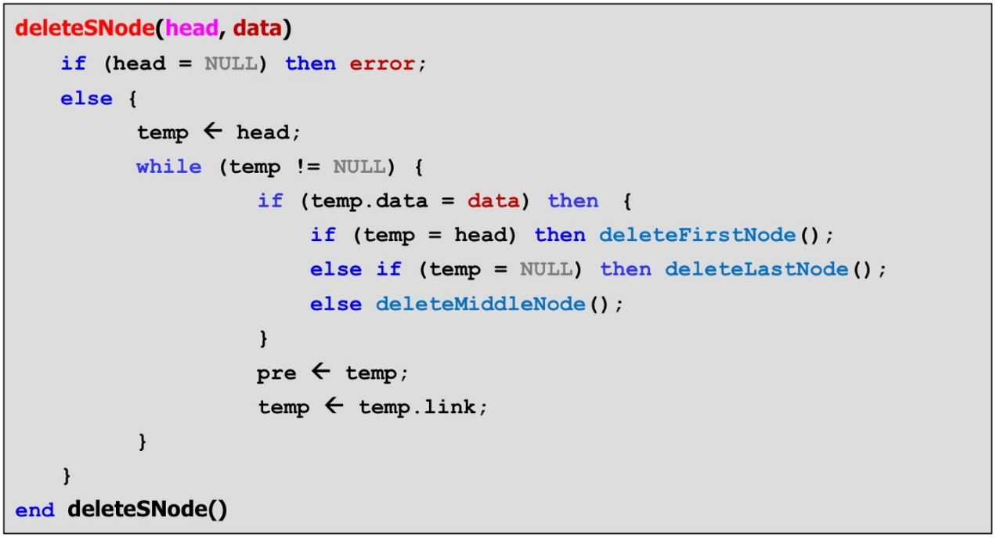 deleteSNode(head, data)
if (head = NULL) then error;
else {
temp ← head;
while (temp != NULL) {
if (temp.data = data) then {
if (temp = head) then deleteFirstNode();
else if (temp = NULL) then deleteLastNode();
else deleteMiddleNode();
}
pre ← temp;
temp ← temp.link;
}
}
end deleteSNode()